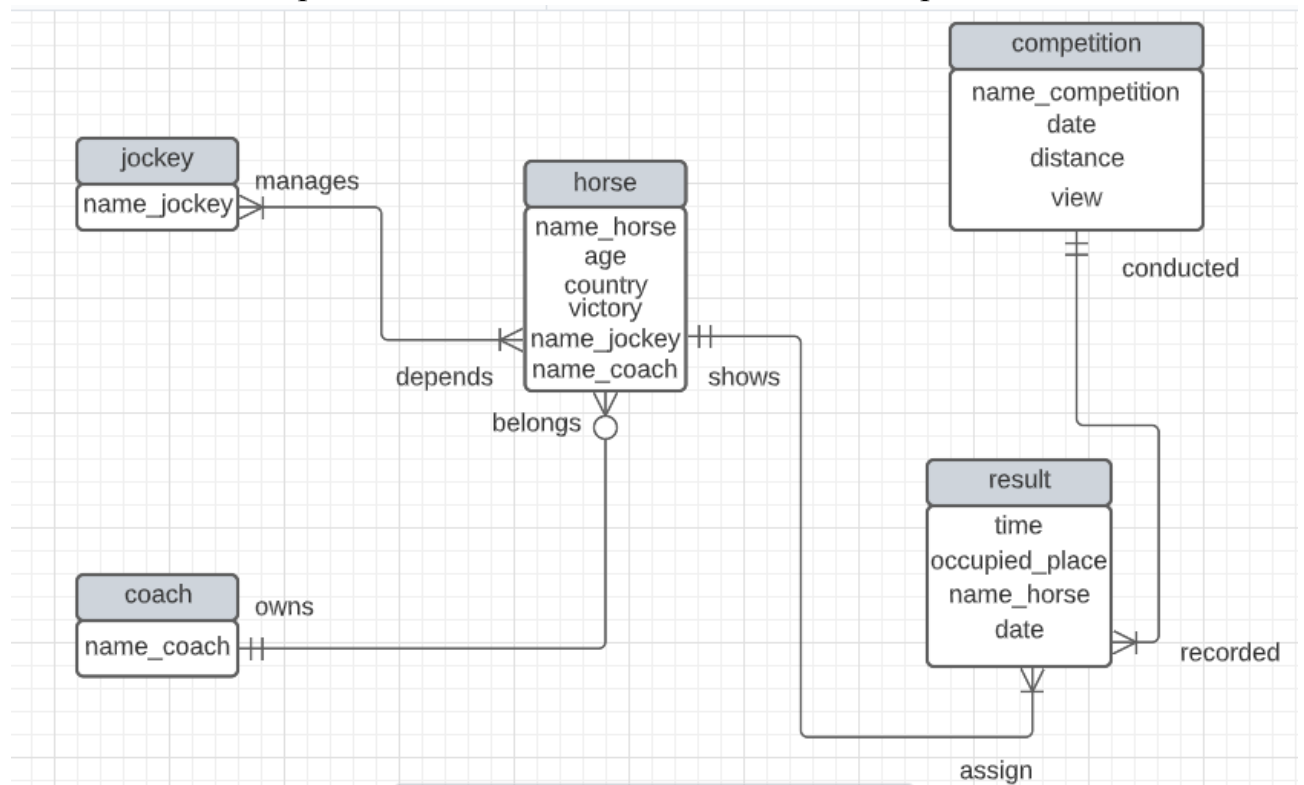 competition
name_competition
date
distance
view
conducted
jockey
name_jockey
manages
horse
name_horse
age
country
victory
name_jockey
name_coach
depends
shows
belongs
coach
name_coach
owns
result
time
occupied_place
name_horse
date
recorded
assign